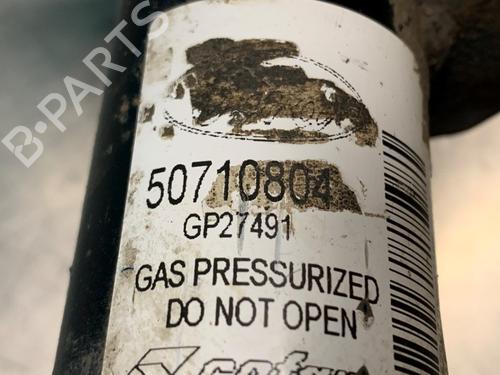 B-PARTS
50710804
GP27491
GAS PRESSURIZED
DO NOT OPEN